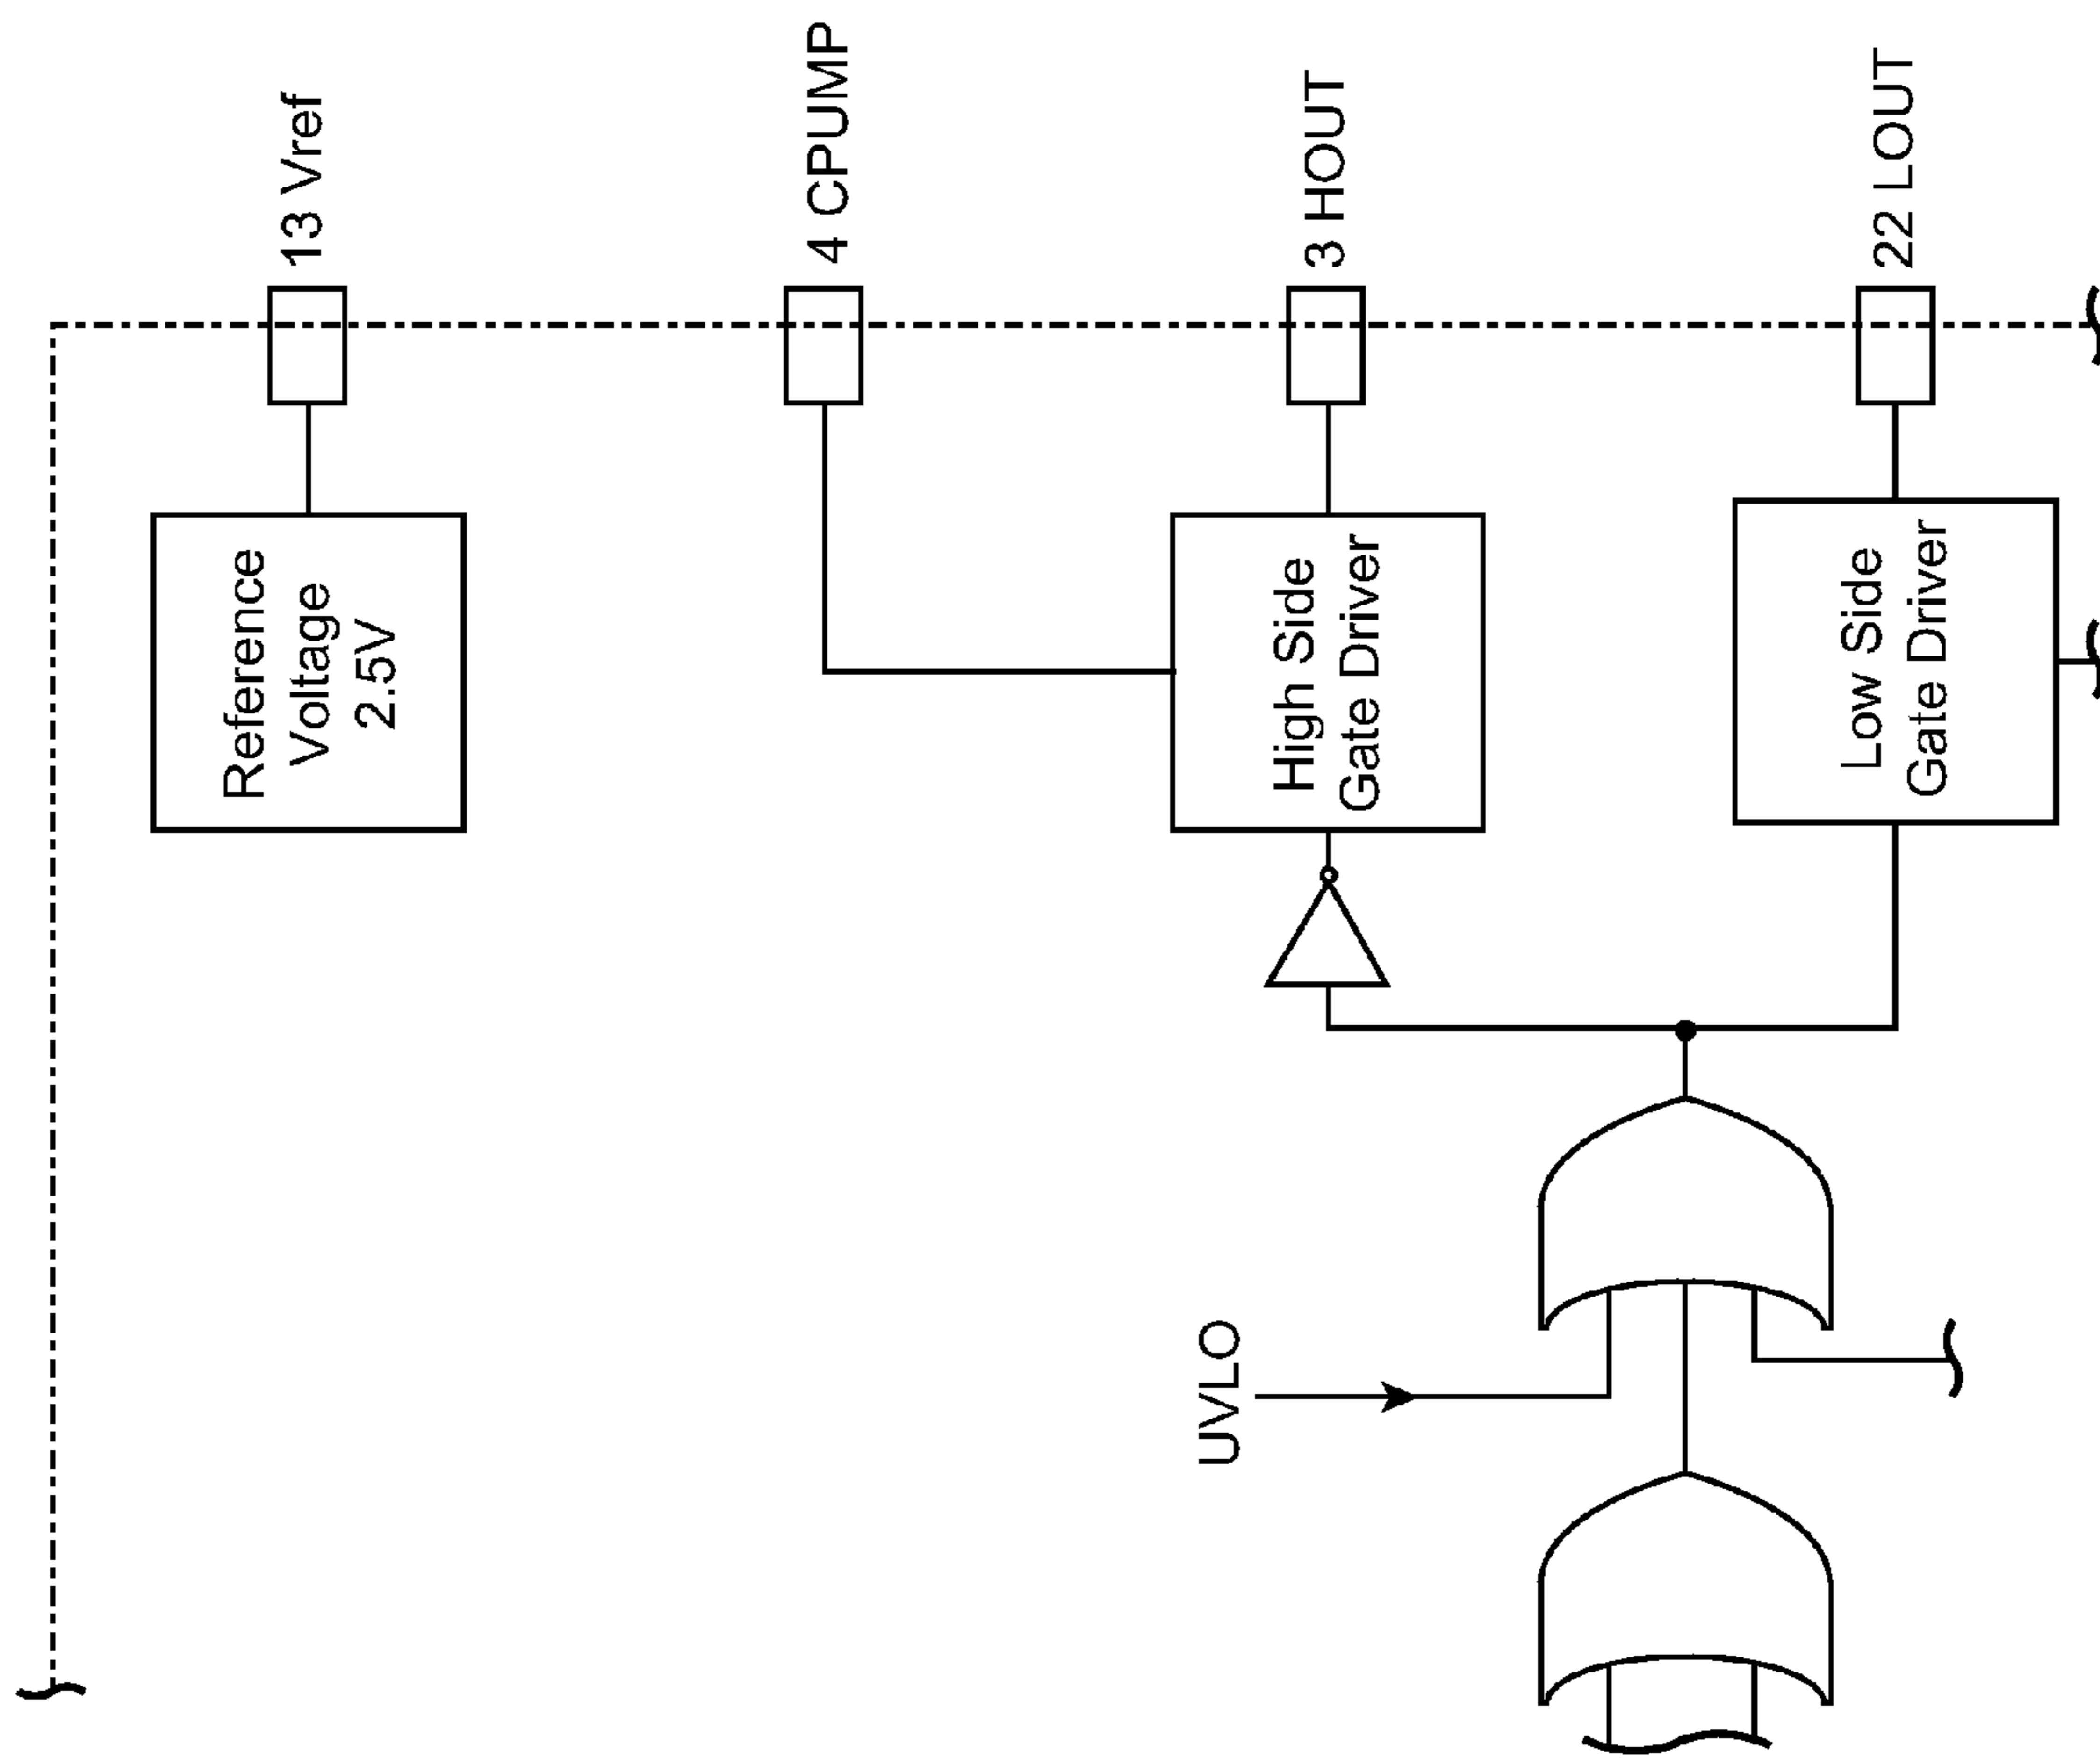 Reference
Voltage
2.5V
13 Vref
4 CPUMP
High Side
Gate Driver
3 HOUT
UVLO
Low Side
Gate Driver
22 LOUT